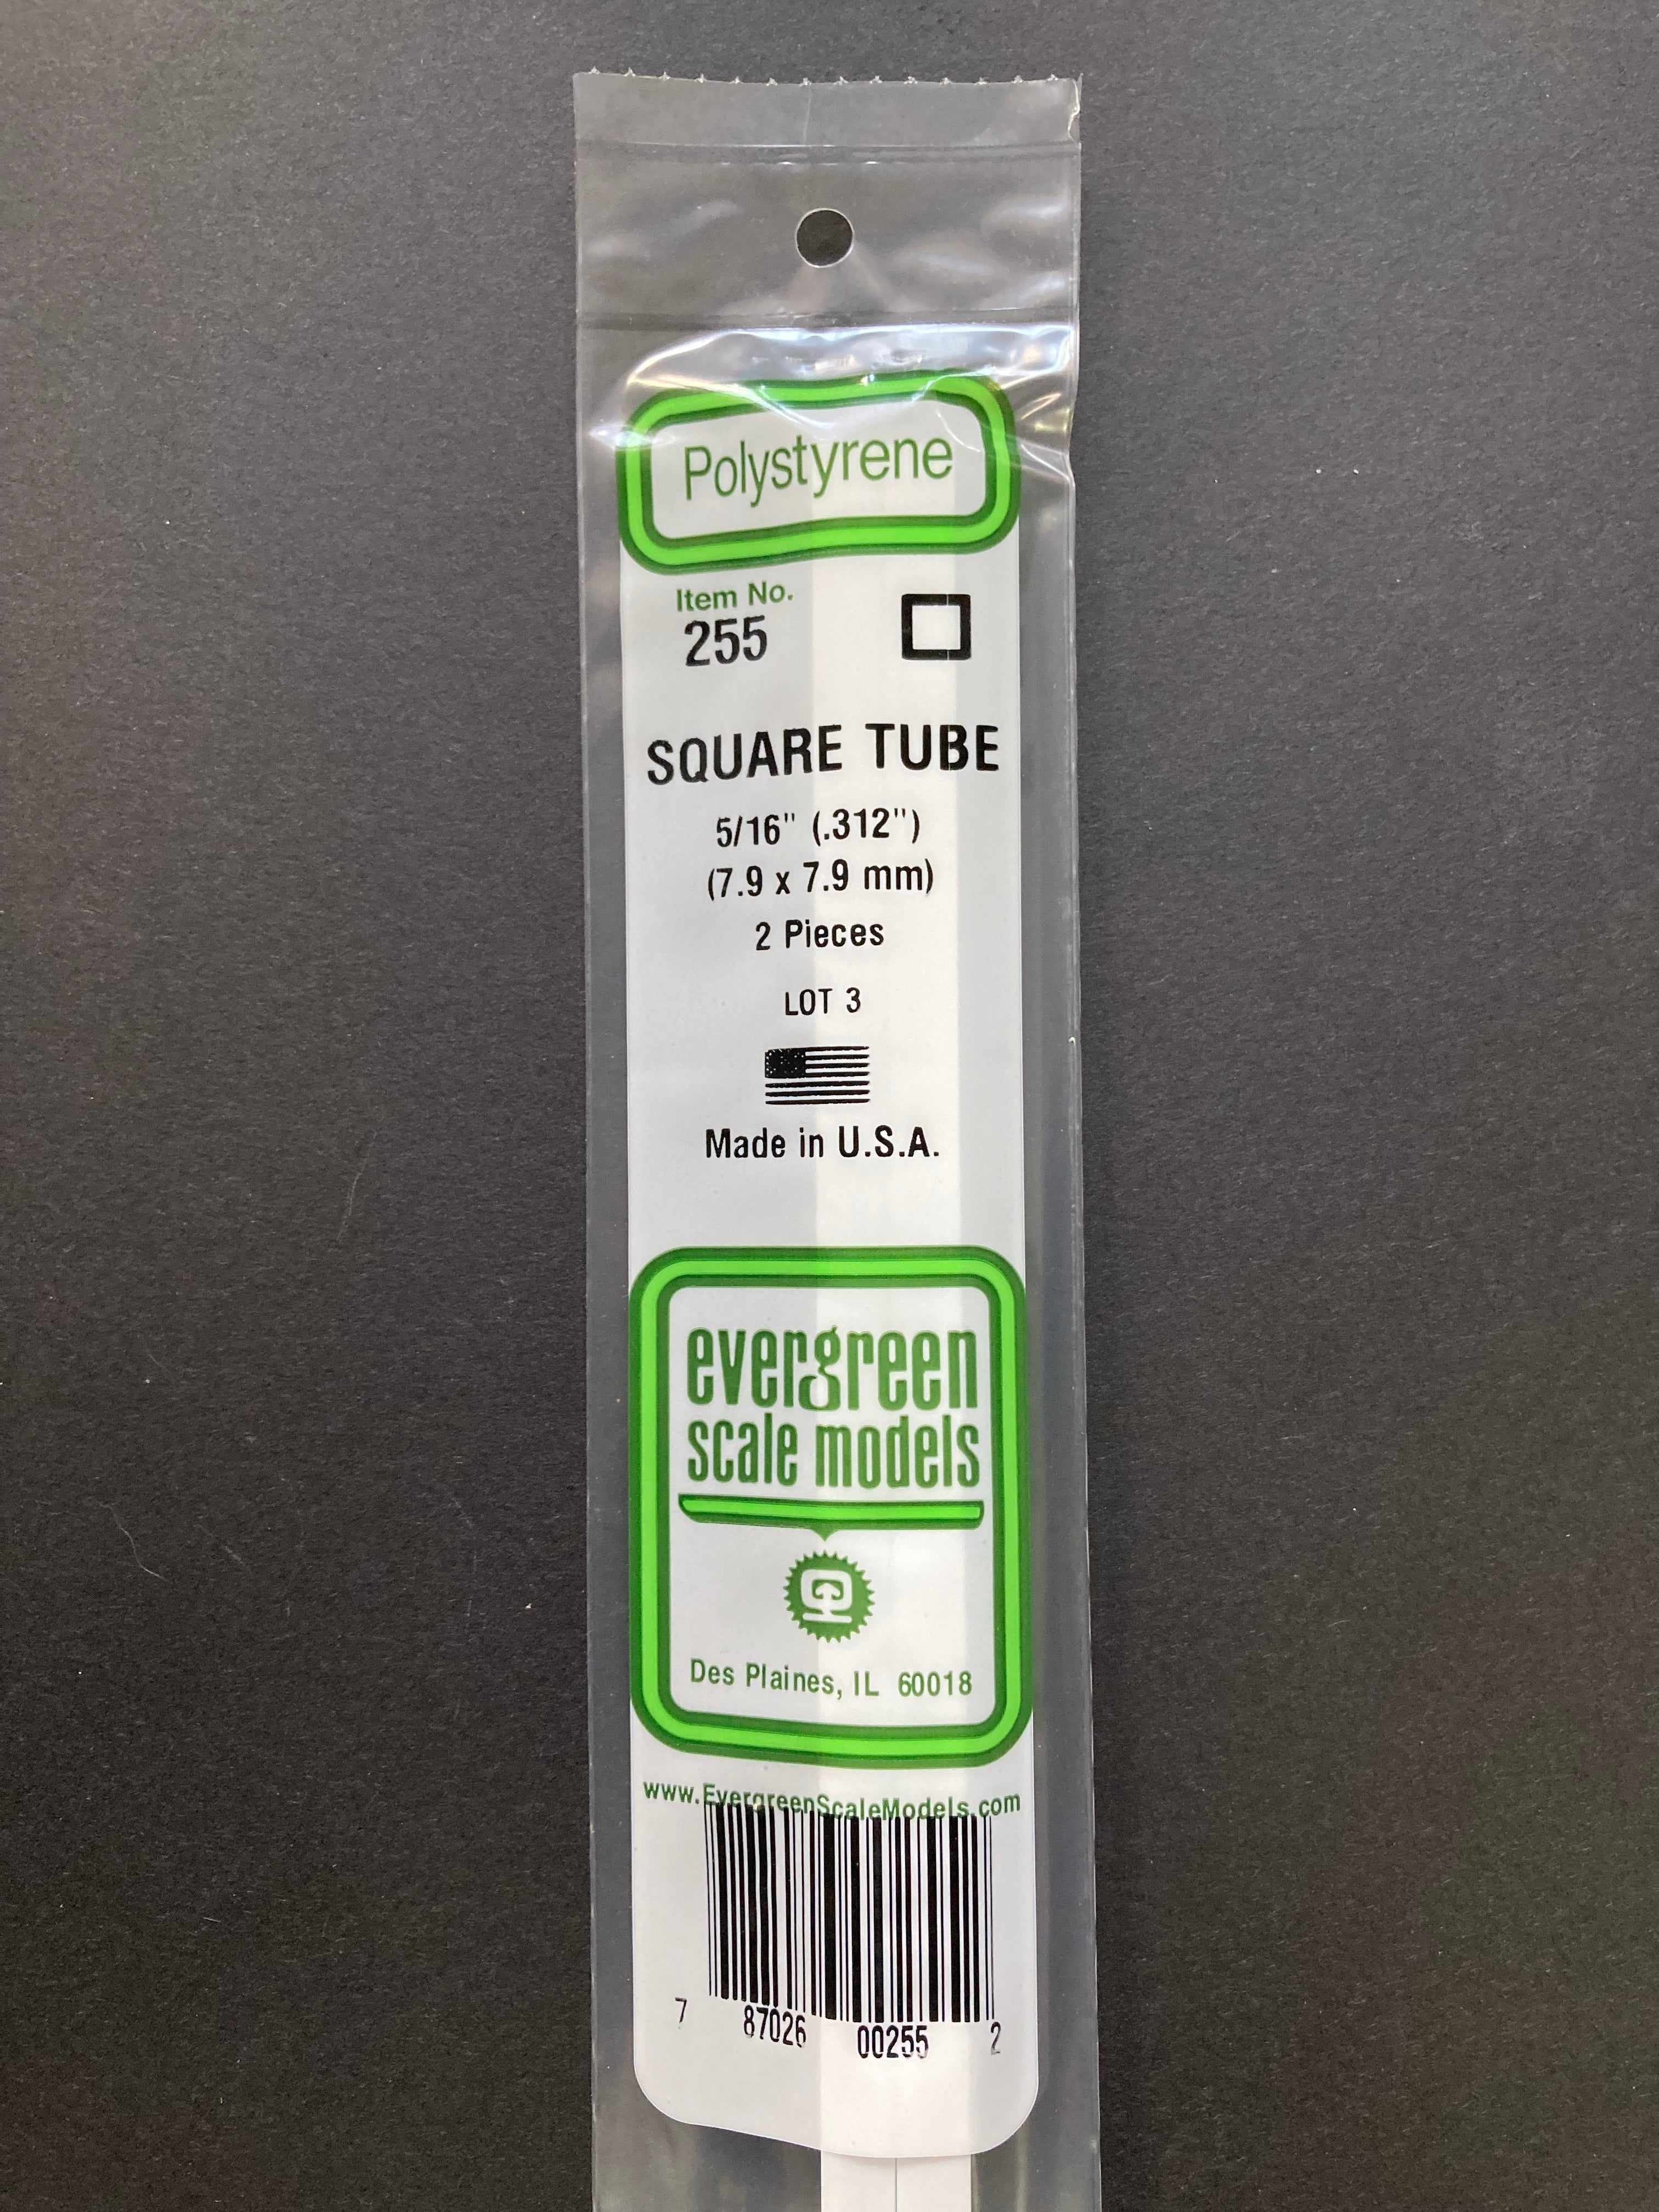 Polystyrene
Item No.
255
SQUARE TUBE
5/16" (.312")
(7.9 x 7.9 mm)
2 Pieces
LOT 3
Made in U.S.A.
evergreen
scale models
Des Plaines, IL 60018
www.EvergreenScaleModels.com
7 87026 00255 2